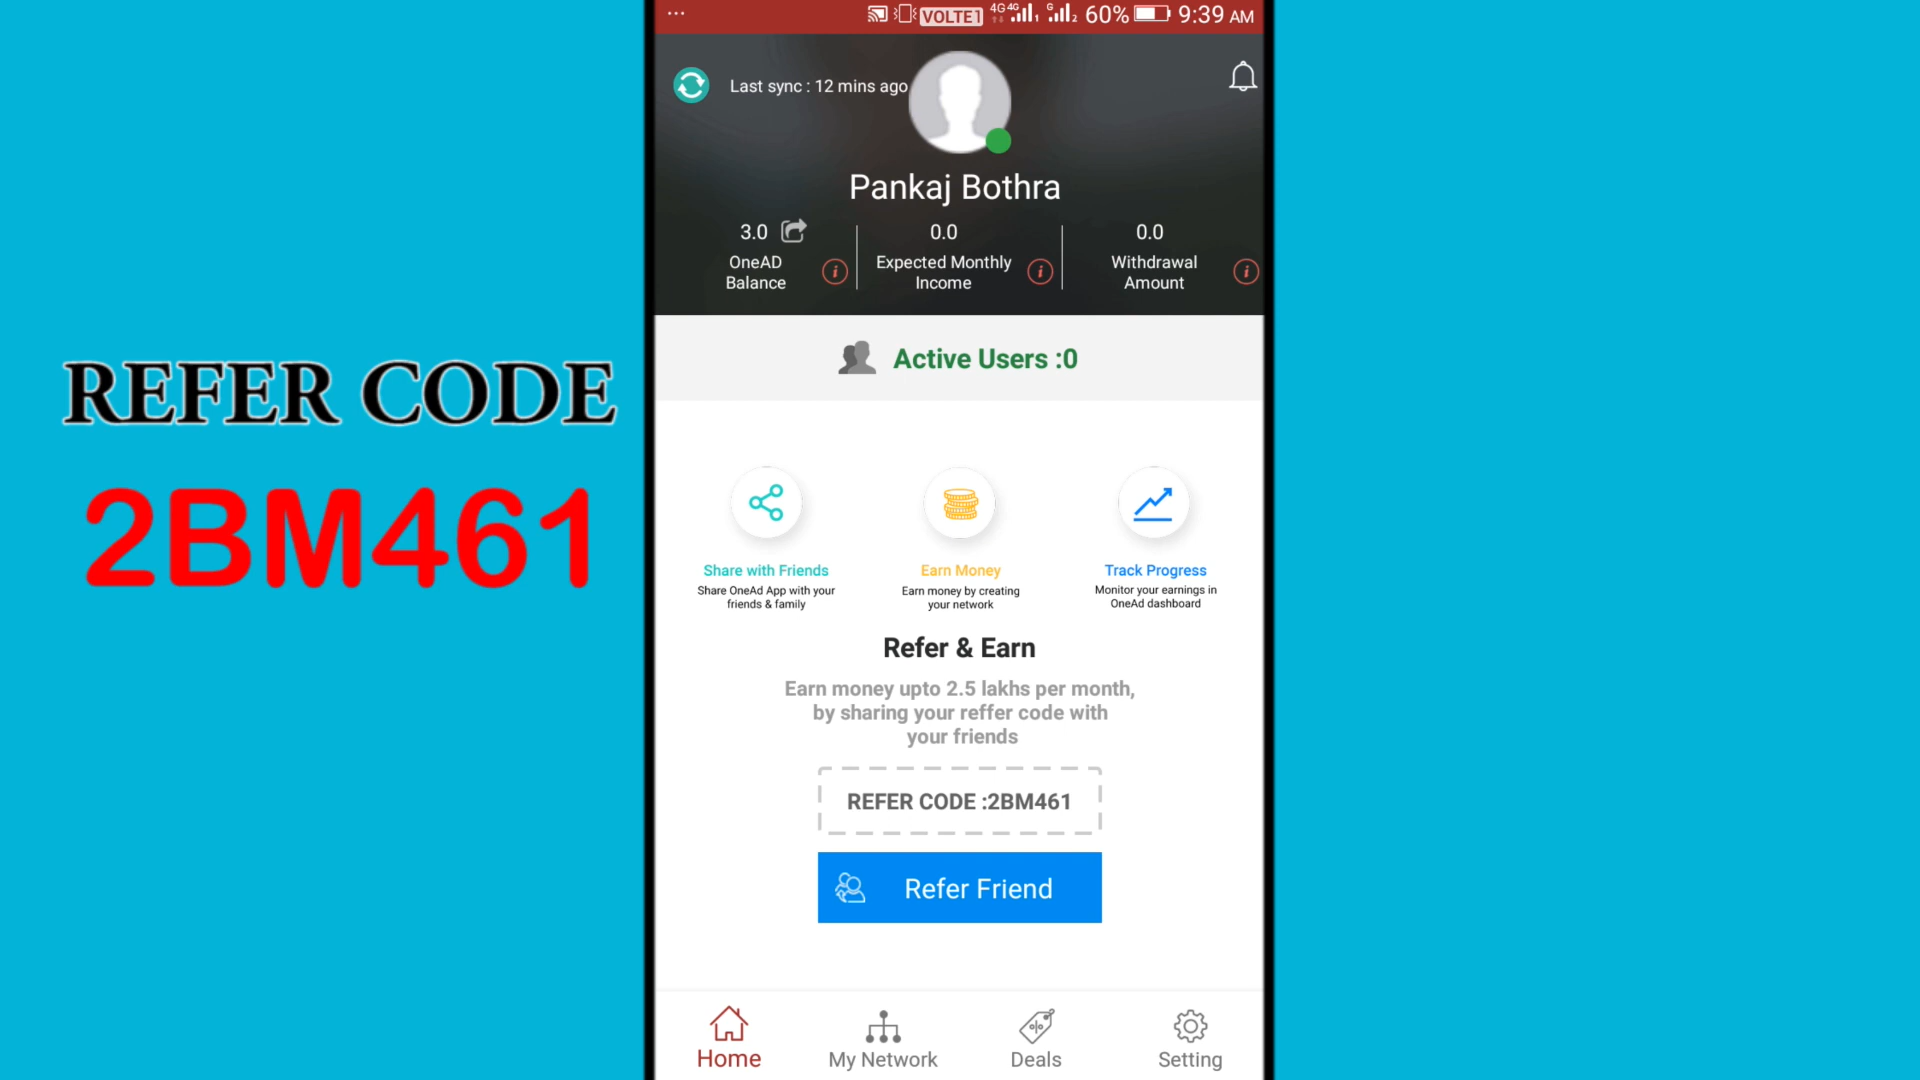 ... VOLTE1 4G 4G 1 G 2 60% 9:39 AM
Last sync : 12 mins ago
Pankaj Bothra
3.0 0.0 0.0
OneAD Balance
Expected Monthly Income
Withdrawal Amount
Active Users :0
REFER CODE
2BM461
Share with Friends
Share OneAd App with your
friends & family
Earn Money
Earn money by creating
your network
Track Progress
Monitor your earnings in
OneAd dashboard
Refer & Earn
Earn money upto 2.5 lakhs per month,
by sharing your reffer code with
your friends
REFER CODE :2BM461
Refer Friend
Home My Network Deals Setting